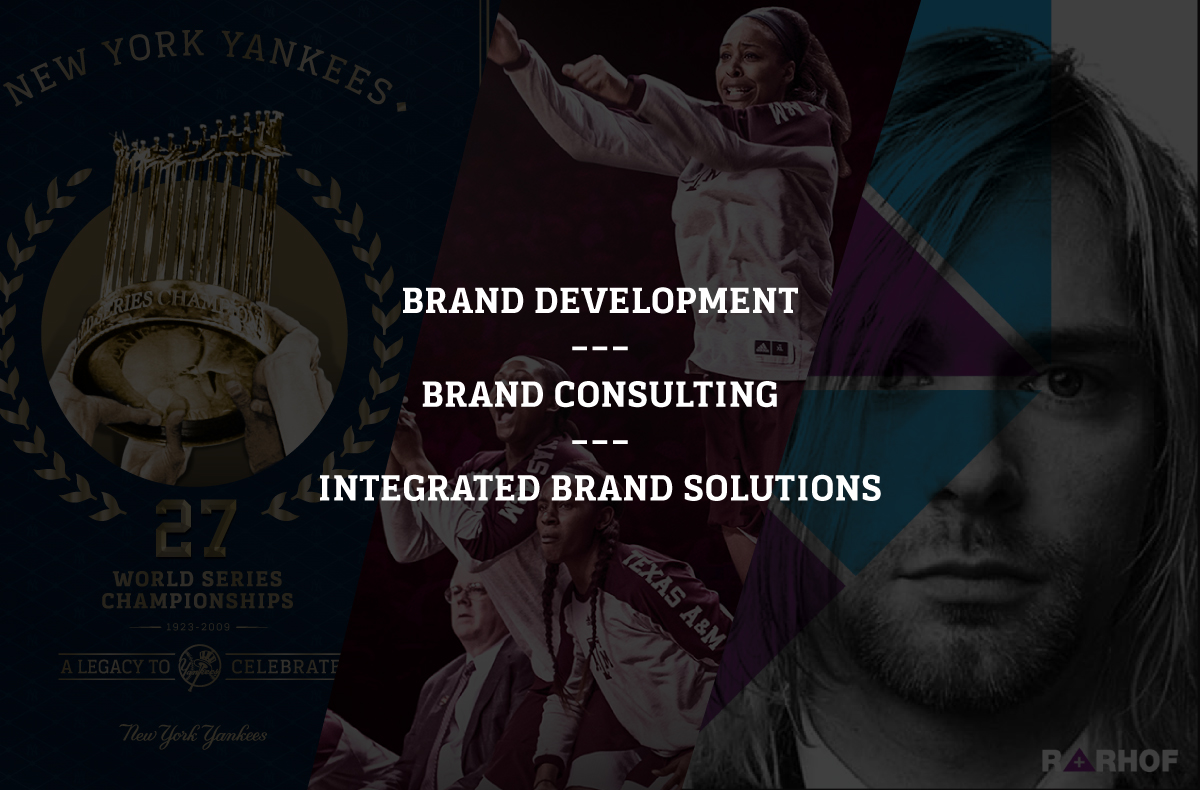 NEW YORK YANKEES
BRAND DEVELOPMENT
–––
BRAND CONSULTING
–––
INTEGRATED BRAND SOLUTIONS
27
WORLD SERIES
CHAMPIONSHIPS
1923-2009
A LEGACY TO CELEBRATE
New York Yankees
TEXAS A&M
A&M